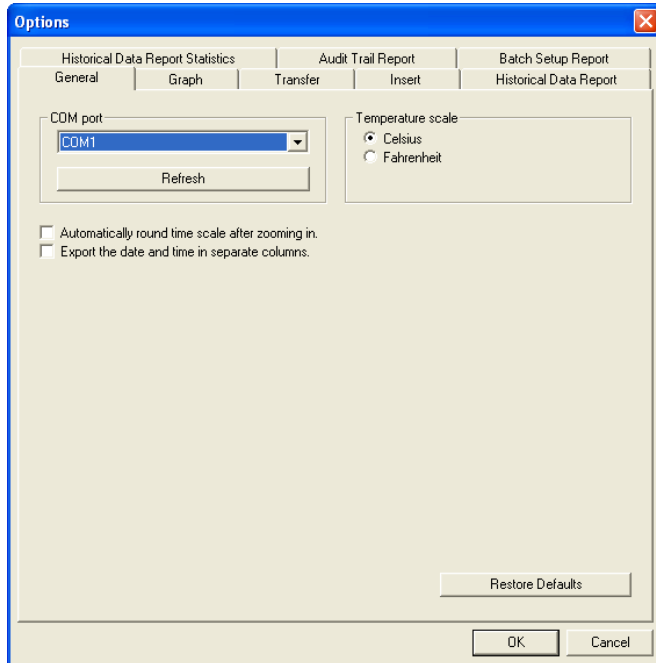 Options
Historical Data Report Statistics Audit Trail Report Batch Setup Report
General Graph Transfer Insert Historical Data Report
COM port Temperature scale
COM1 Celsius
Fahrenheit
Refresh
Automatically round time scale after zooming in.
Export the date and time in separate columns.
Restore Defaults
OK Cancel